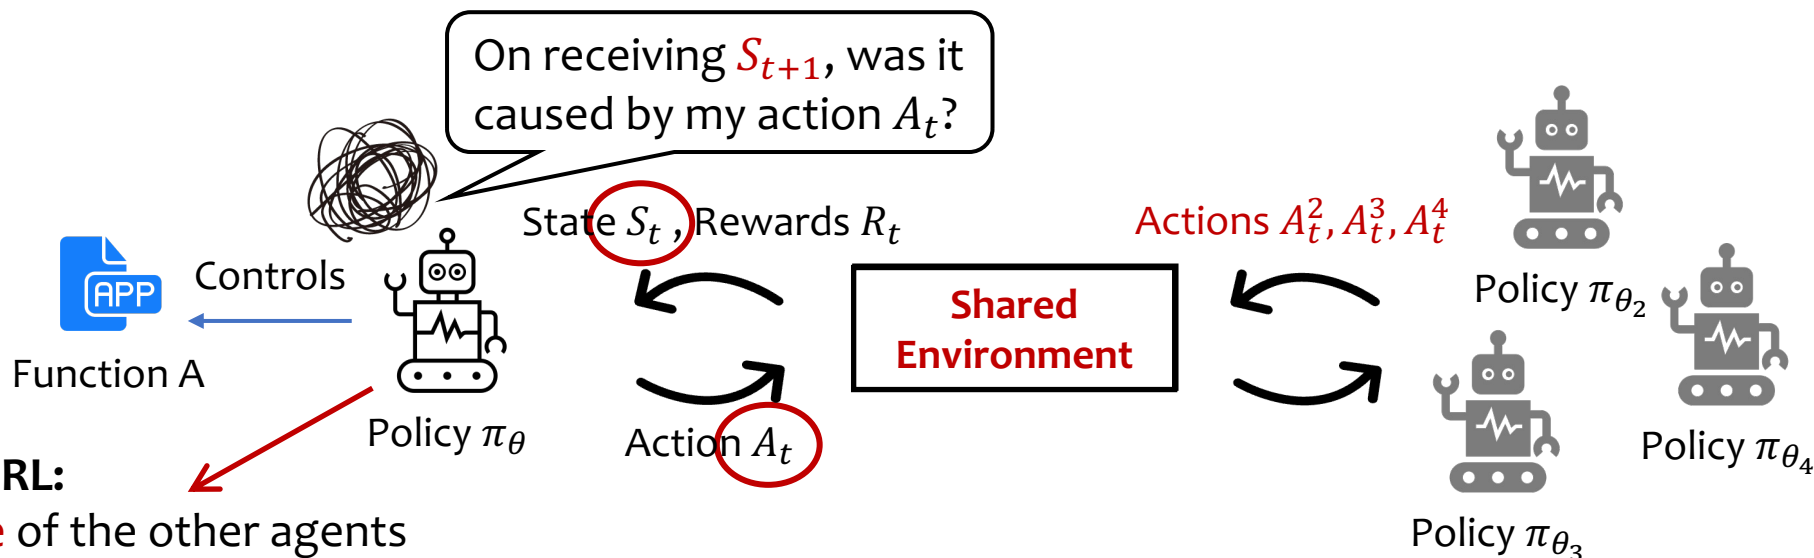 On receiving S_{t+1}, was it
caused by my action A_t?
State S_t , Rewards R_t
Actions A_t^2, A_t^3, A_t^4
Controls
APP
Function A
Policy π_θ
Action A_t
Shared
Environment
Policy π_{θ_2}
Policy π_{θ_4}
Policy π_{θ_3}
RL:
of the other agents